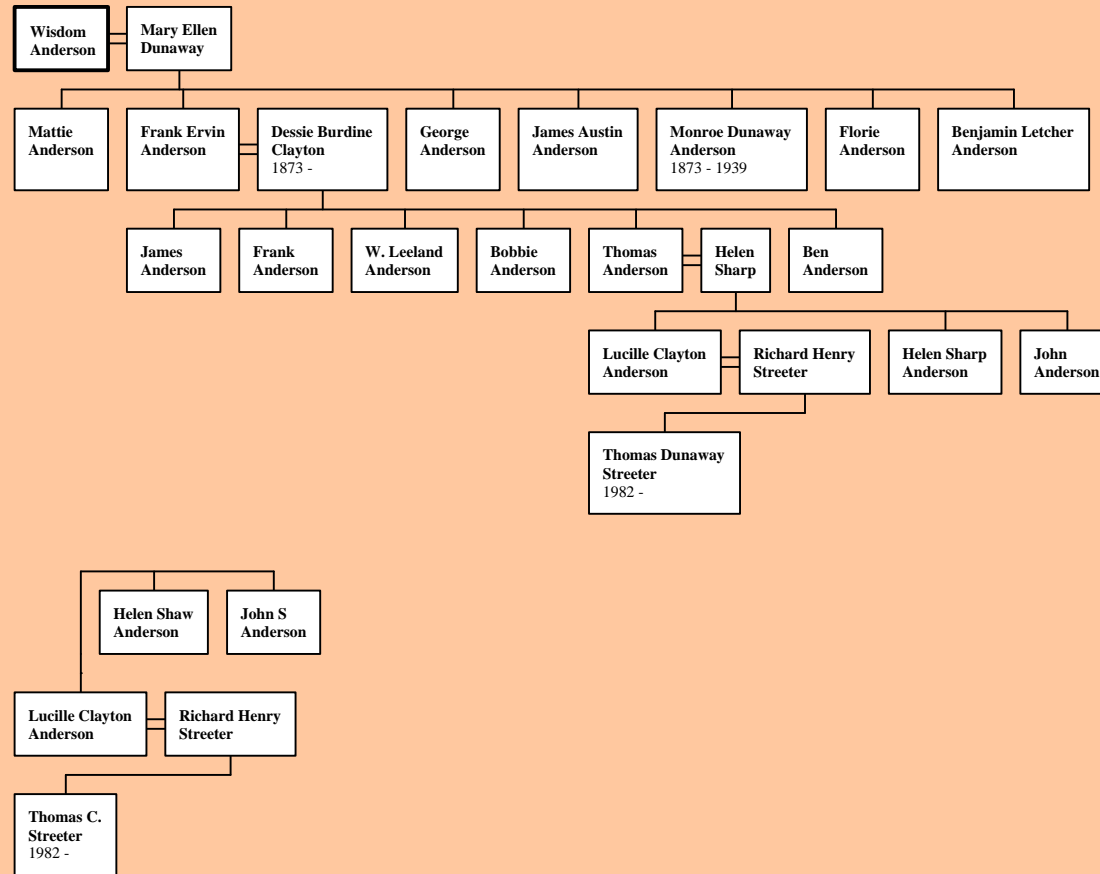 Wisdom
Anderson
Mary Ellen
Dunaway
Mattie
Anderson
Frank Ervin
Anderson
Dessie Burdine
Clayton
1873 -
George
Anderson
James Austin
Anderson
Monroe Dunaway
Anderson
1873 - 1939
Florie
Anderson
Benjamin Letcher
Anderson
James
Anderson
Frank
Anderson
W. Leeland
Anderson
Bobbie
Anderson
Thomas
Anderson
Helen
Sharp
Ben
Anderson
Lucille Clayton
Anderson
Richard Henry
Streeter
Helen Sharp
Anderson
John
Anderson
Thomas Dunaway
Streeter
1982 -
Helen Shaw
Anderson
John S
Anderson
Lucille Clayton
Anderson
Richard Henry
Streeter
Thomas C.
Streeter
1982 -